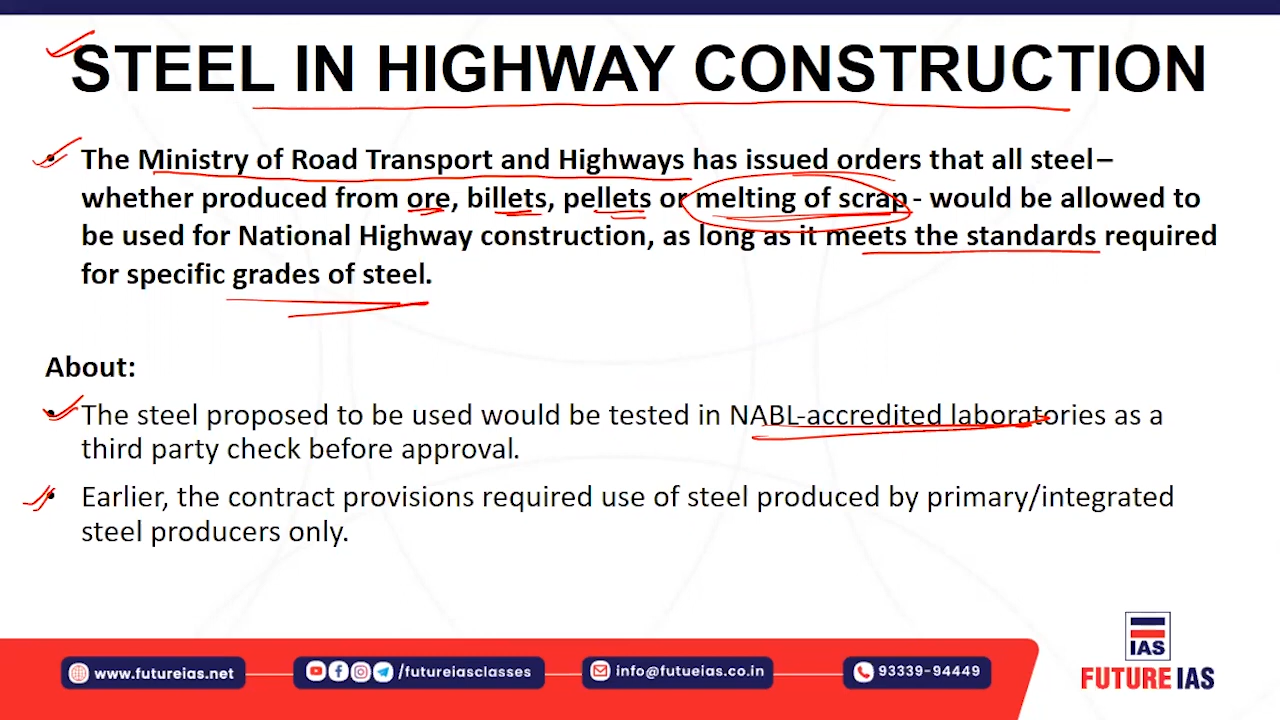 STEEL IN HIGHWAY CONSTRUCTION
• The Ministry of Road Transport and Highways has issued orders that all steel –
whether produced from ore, billets, pellets or melting of scrap - would be allowed to
be used for National Highway construction, as long as it meets the standards required
for specific grades of steel.
About:
• The steel proposed to be used would be tested in NABL-accredited laboratories as a
third party check before approval.
• Earlier, the contract provisions required use of steel produced by primary/integrated
steel producers only.
IAS
FUTURE IAS
www.futureias.net
/futureiasclasses
info@futueias.co.in
93339-94449